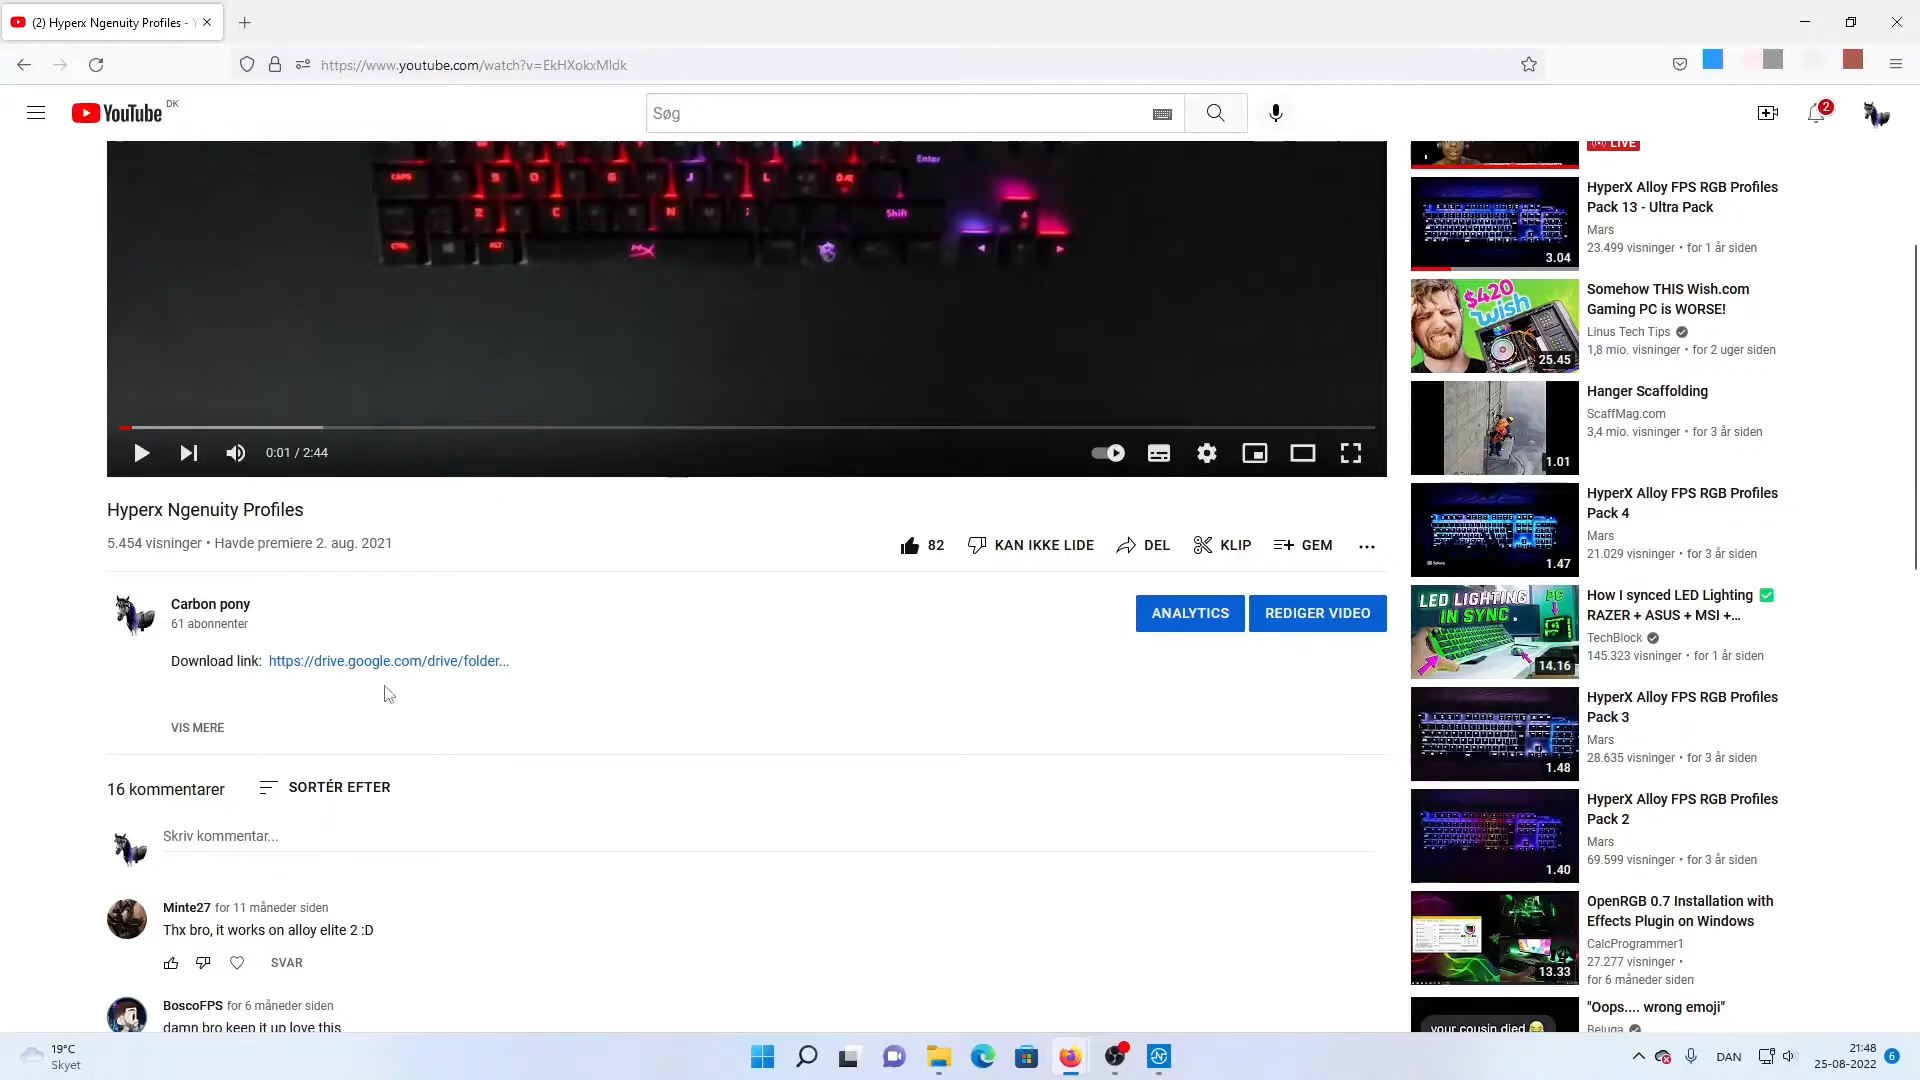 (2) Hyperx Ngenuity Profiles - Y
https://www.youtube.com/watch?v=EkHXokxMldk
YouTube DK
Søg
2
Enter
CAPS S D G J L ÖÆ
Z C N Shift
CTRL ALT
0:01 / 2:44
Hyperx Ngenuity Profiles
5.454 visninger • Havde premiere 2. aug. 2021
82 KAN IKKE LIDE DEL KLIP GEM
Carbon pony
61 abonnenter
ANALYTICS REDIGER VIDEO
Download link: https://drive.google.com/drive/folder...
VIS MERE
16 kommentarer SORTÉR EFTER
Skriv kommentar...
Minte27 for 11 måneder siden
Thx bro, it works on alloy elite 2 :D
SVAR
BoscoFPS for 6 måneder siden
damn bro keep it up love this
LIVE
HyperX Alloy FPS RGB Profiles
Pack 13 - Ultra Pack
Mars
23.499 visninger • for 1 år siden
3.04
$420
wish
Somehow THIS Wish.com
Gaming PC is WORSE!
Linus Tech Tips
1,8 mio. visninger • for 2 uger siden
25.45
Hanger Scaffolding
ScaffMag.com
3,4 mio. visninger • for 3 år siden
1.01
HyperX Alloy FPS RGB Profiles
Pack 4
Mars
21.029 visninger • for 3 år siden
1.47
LED LIGHTING
IN SYNC
PC
How I synced LED Lighting ✅
RAZER + ASUS + MSI +...
TechBlock
145.323 visninger • for 1 år siden
14.16
HyperX Alloy FPS RGB Profiles
Pack 3
Mars
28.635 visninger • for 3 år siden
1.48
HyperX Alloy FPS RGB Profiles
Pack 2
Mars
69.599 visninger • for 3 år siden
1.40
OpenRGB 0.7 Installation with
Effects Plugin on Windows
CalcProgrammer1
27.277 visninger •
for 6 måneder siden
13.33
your cousin died
"Oops.... wrong emoji"
Beluga
19°C
Skyet
DAN
21:48
25-08-2022
6